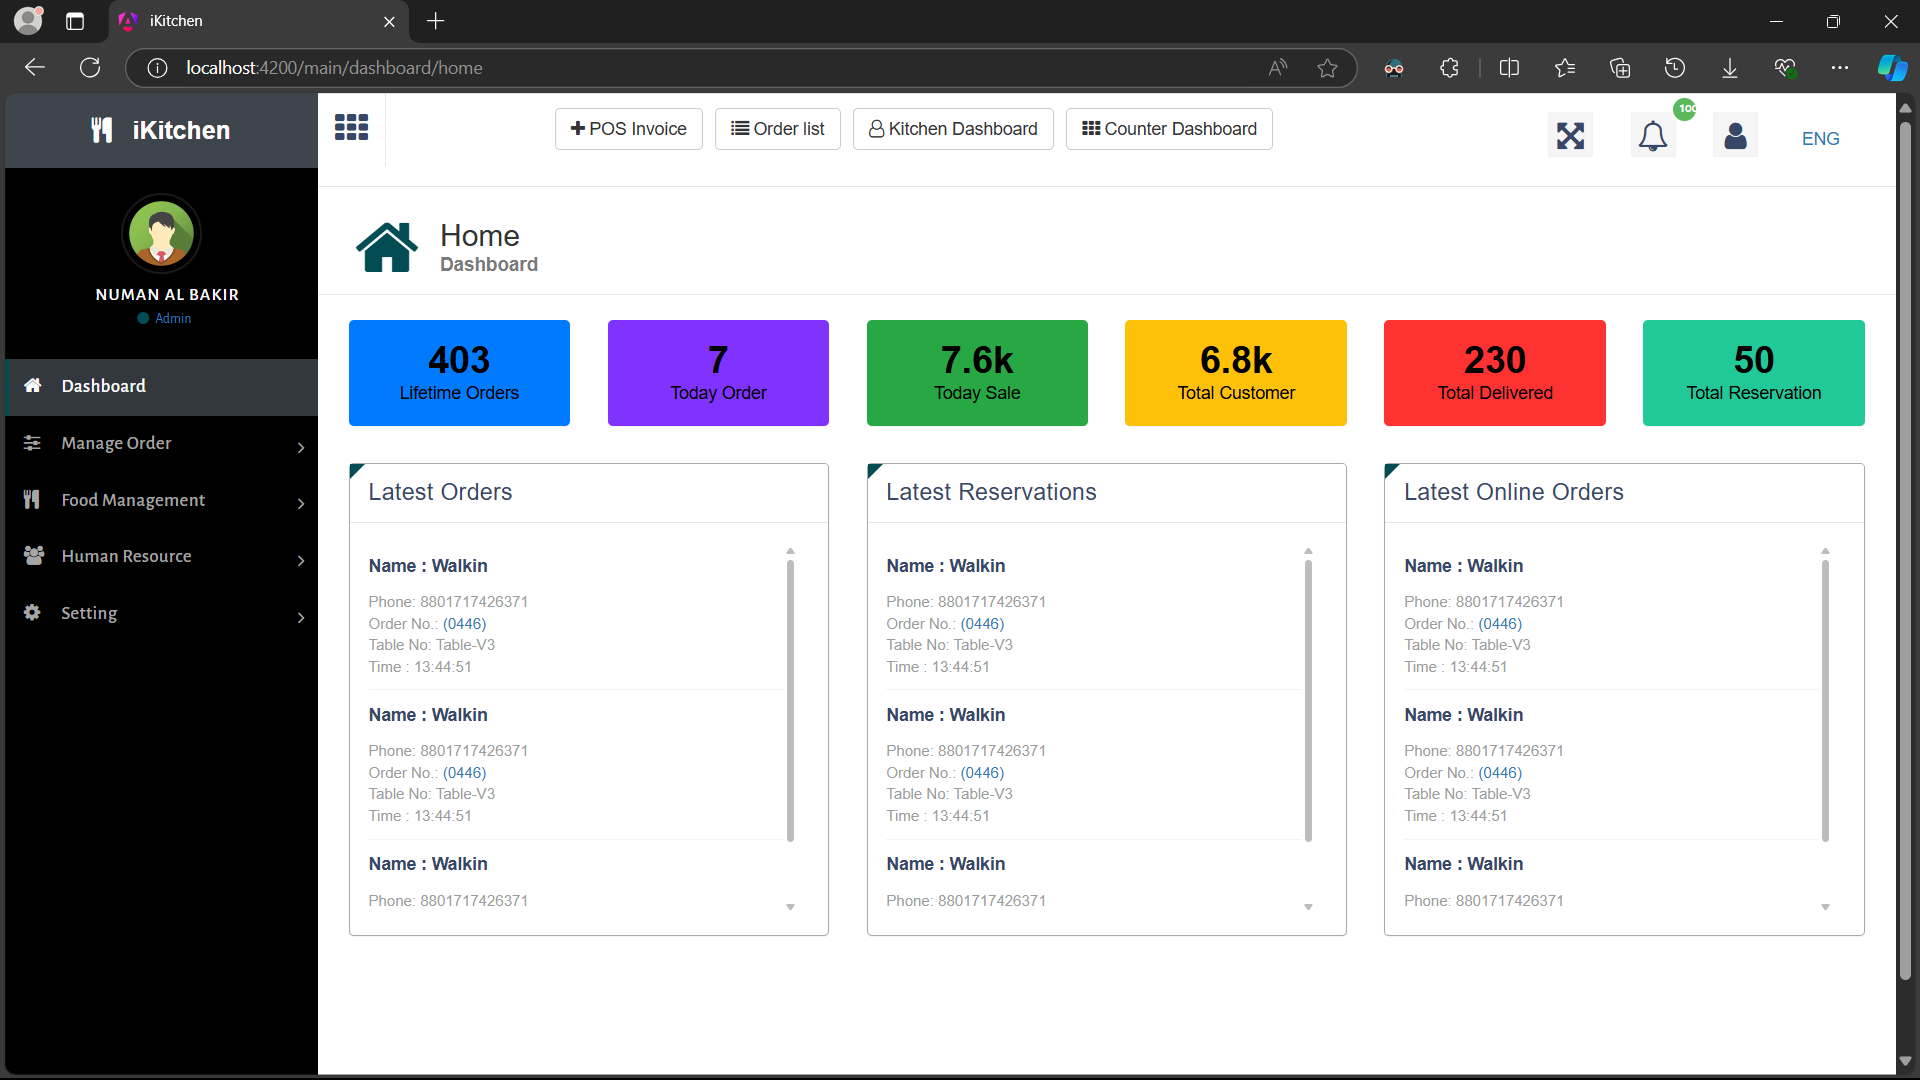 iKitchen
localhost:4200/main/dashboard/home
iKitchen
POS Invoice
Order list
Kitchen Dashboard
Counter Dashboard
ENG
NUMAN AL BAKIR
Admin
Dashboard
Manage Order
Food Management
Human Resource
Setting
Home
Dashboard
403
Lifetime Orders
7
Today Order
7.6k
Today Sale
6.8k
Total Customer
230
Total Delivered
50
Total Reservation
Latest Orders
Name : Walkin
Phone: 8801717426371
Order No.: (0446)
Table No: Table-V3
Time : 13:44:51
Name : Walkin
Phone: 8801717426371
Order No.: (0446)
Table No: Table-V3
Time : 13:44:51
Name : Walkin
Phone: 8801717426371
Latest Reservations
Name : Walkin
Phone: 8801717426371
Order No.: (0446)
Table No: Table-V3
Time : 13:44:51
Name : Walkin
Phone: 8801717426371
Order No.: (0446)
Table No: Table-V3
Time : 13:44:51
Name : Walkin
Phone: 8801717426371
Latest Online Orders
Name : Walkin
Phone: 8801717426371
Order No.: (0446)
Table No: Table-V3
Time : 13:44:51
Name : Walkin
Phone: 8801717426371
Order No.: (0446)
Table No: Table-V3
Time : 13:44:51
Name : Walkin
Phone: 8801717426371